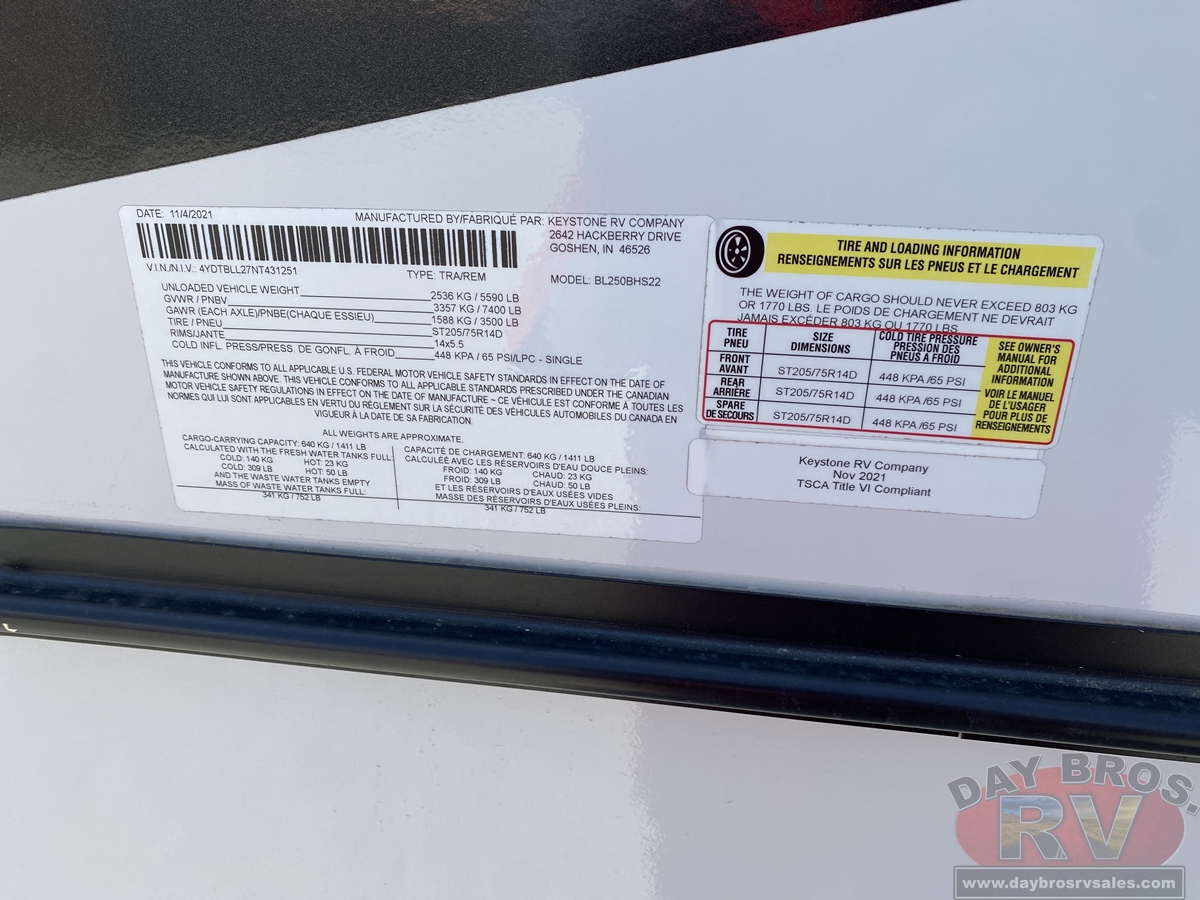 DATE: 11/4/2021
MANUFACTURED BY/FABRIQUÉ PAR: KEYSTONE RV COMPANY
2642 HACKBERRY DRIVE
GOSHEN, IN 46526
V.I.N./N.I.V.: 4YDTBLL27NT431251
TYPE: TRA/REM
MODEL: BL250BHS22
UNLOADED VEHICLE WEIGHT 2536 KG / 5590 LB
GVWR / PNBV 3357 KG / 7400 LB
GAWR (EACH AXLE)/PNBE(CHAQUE ESSIEU) 1588 KG / 3500 LB
TIRE / PNEU ST205/75R14D
RIMS/JANTE 14x5.5
COLD INFL. PRESS/PRESS. DE GONFL. À FROID 448 KPA / 65 PSI/LPC - SINGLE
THIS VEHICLE CONFORMS TO ALL APPLICABLE U.S. FEDERAL MOTOR VEHICLE SAFETY STANDARDS IN EFFECT ON THE DATE OF
MANUFACTURE SHOWN ABOVE. THIS VEHICLE CONFORMS TO ALL APPLICABLE STANDARDS PRESCRIBED UNDER THE CANADIAN
MOTOR VEHICLE SAFETY REGULATIONS IN EFFECT ON THE DATE OF MANUFACTURE ~ CE VÉHICULE EST CONFORME À TOUTES LES
NORMES QUI LUI SONT APPLICABLES EN VERTU DU RÈGLEMENT SUR LA SÉCURITÉ DES VÉHICULES AUTOMOBILES DU CANADA EN
VIGUEUR À LA DATE DE SA FABRICATION.
ALL WEIGHTS ARE APPROXIMATE.
CARGO-CARRYING CAPACITY: 640 KG / 1411 LB
CALCULATED WITH THE FRESH WATER TANKS FULL:
COLD: 140 KG HOT: 23 KG
COLD: 309 LB HOT: 50 LB
AND THE WASTE WATER TANKS EMPTY
MASS OF WASTE WATER TANKS FULL:
341 KG / 752 LB
CAPACITÉ DE CHARGEMENT: 640 KG / 1411 LB
CALCULÉE AVEC LES RÉSERVOIRS D'EAU DOUCE PLEINS:
FROID: 140 KG CHAUD: 23 KG
FROID: 309 LB CHAUD: 50 LB
ET LES RÉSERVOIRS D'EAUX USÉES VIDES
MASSE DES RÉSERVOIRS D'EAUX USÉES PLEINS:
341 KG / 752 LB
TIRE AND LOADING INFORMATION
RENSEIGNEMENTS SUR LES PNEUS ET LE CHARGEMENT
THE WEIGHT OF CARGO SHOULD NEVER EXCEED 803 KG
OR 1770 LBS. LE POIDS DE CHARGEMENT NE DEVRAIT
JAMAIS EXCÉDER 803 KG OU 1770 LBS
TIRE
PNEU
SIZE
DIMENSIONS
COLD TIRE PRESSURE
PRESSION DES
PNEUS A FROID
FRONT
AVANT
ST205/75R14D
448 KPA /65 PSI
REAR
ARRIÈRE
ST205/75R14D
448 KPA /65 PSI
SPARE
DE SECOURS
ST205/75R14D
448 KPA /65 PSI
SEE OWNER'S
MANUAL FOR
ADDITIONAL
INFORMATION
VOIR LE MANUEL
DE L'USAGER
POUR PLUS DE
RENSEIGNEMENTS
Keystone RV Company
Nov 2021
TSCA Title VI Compliant
DAY BROS.
RV
www.daybrosrvsales.com